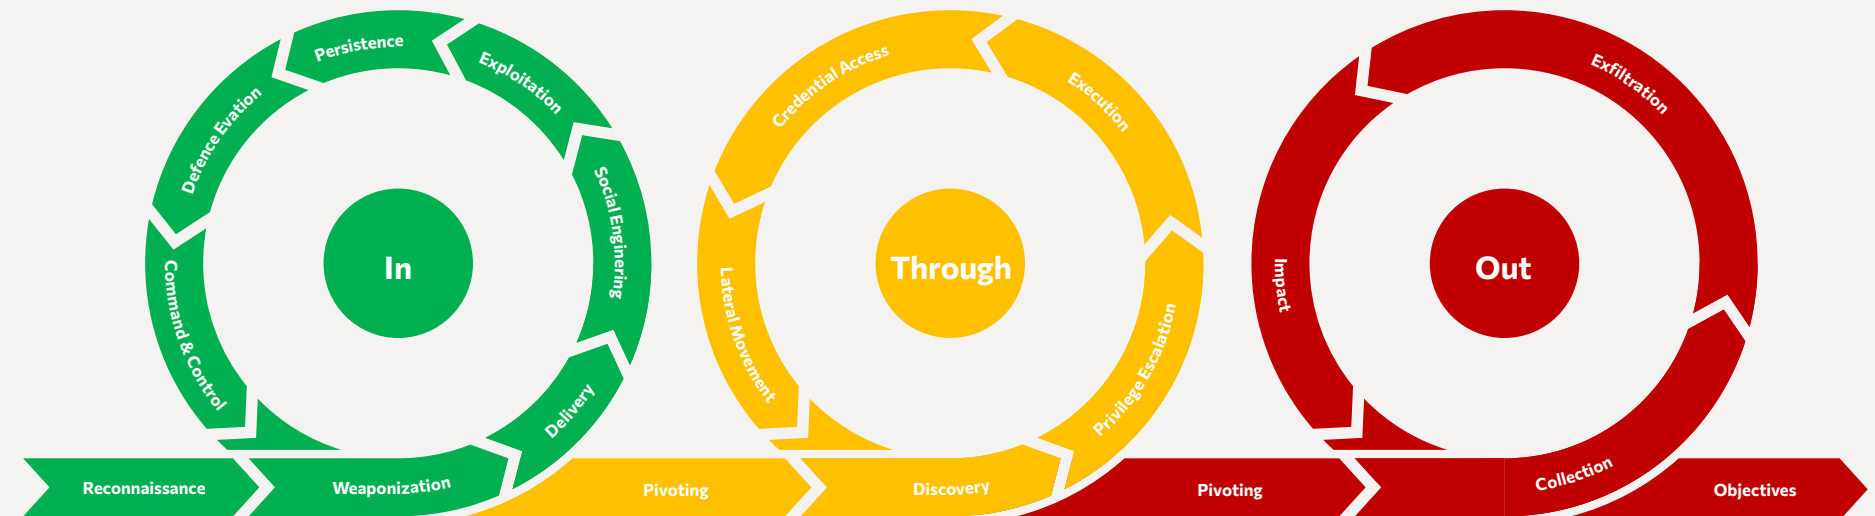 Reconnaissance
Weaponization
Delivery
Social Enginering
Exploitation
Persistence
Defence Evation
Command & Control
In
Pivoting
Discovery
Privilege Escalation
Execution
Credential Access
Lateral Movement
Through
Pivoting
Collection
Exfiltration
Impact
Out
Objectives